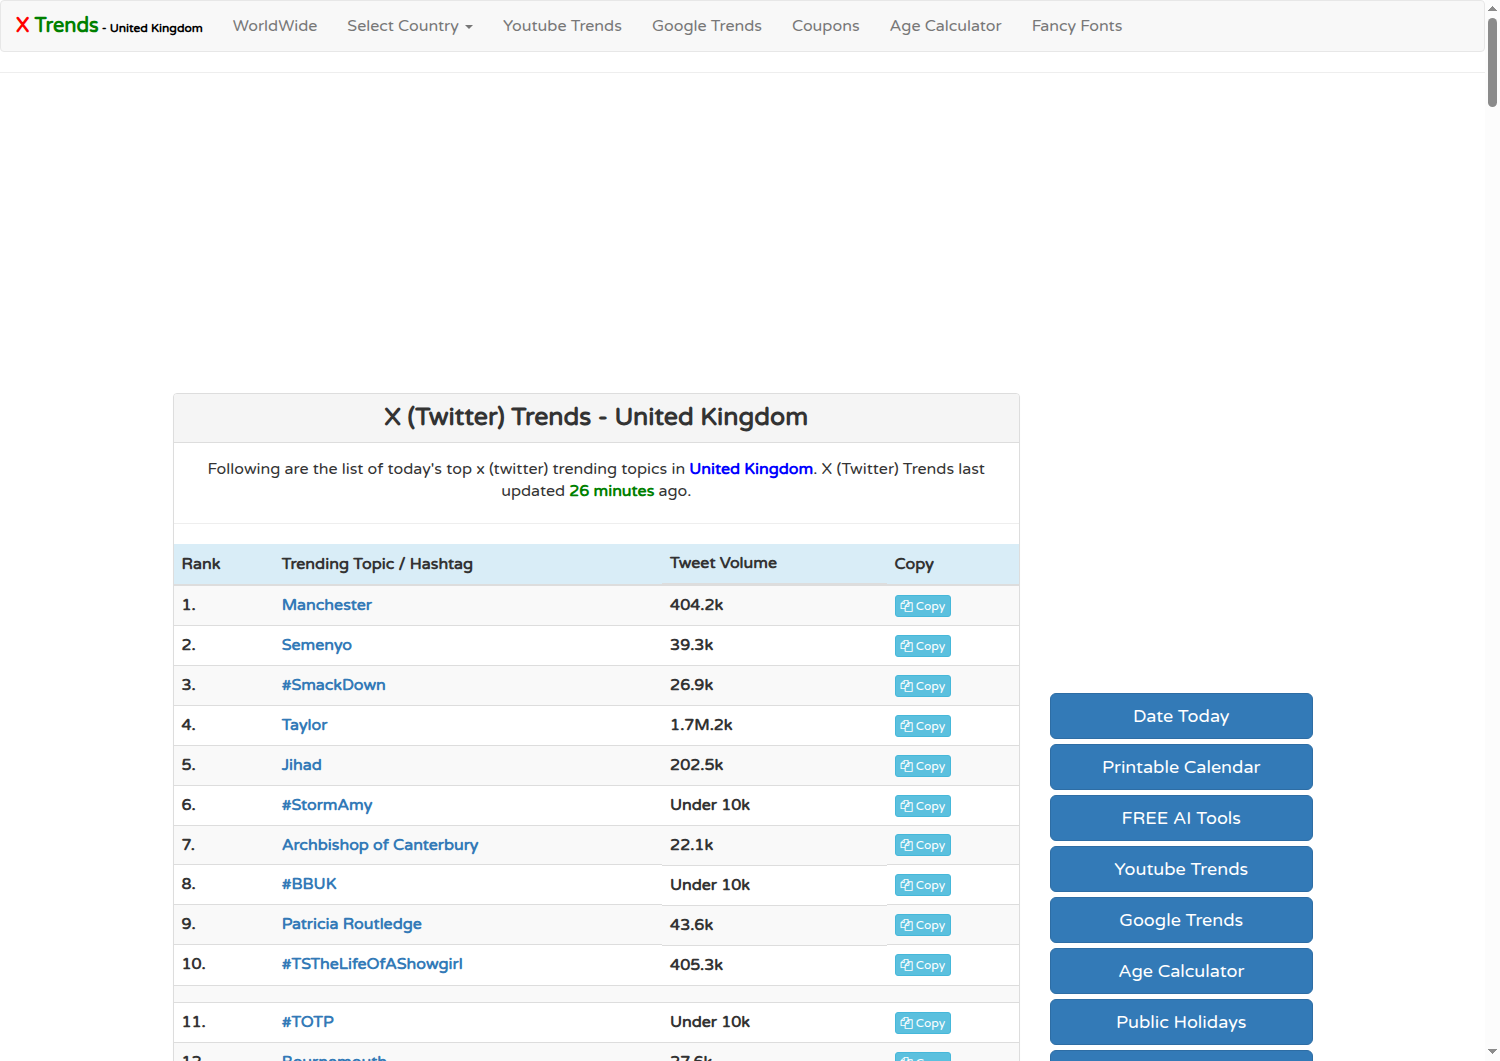 X Trends - United Kingdom WorldWide Select Country Youtube Trends Google Trends Coupons Age Calculator Fancy Fonts
X (Twitter) Trends - United Kingdom
Following are the list of today's top x (twitter) trending topics in United Kingdom. X (Twitter) Trends last
updated 26 minutes ago.
Rank Trending Topic / Hashtag Tweet Volume Copy
1. Manchester 404.2k Copy
2. Semenyo 39.3k Copy
3. #SmackDown 26.9k Copy
4. Taylor 1.7M.2k Copy
5. Jihad 202.5k Copy
6. #StormAmy Under 10k Copy
7. Archbishop of Canterbury 22.1k Copy
8. #BBUK Under 10k Copy
9. Patricia Routledge 43.6k Copy
10. #TSTheLifeOfAShowgirl 405.3k Copy
11. #TOTP Under 10k Copy
12. Bournemouth 27.6k Copy
Date Today
Printable Calendar
FREE AI Tools
Youtube Trends
Google Trends
Age Calculator
Public Holidays